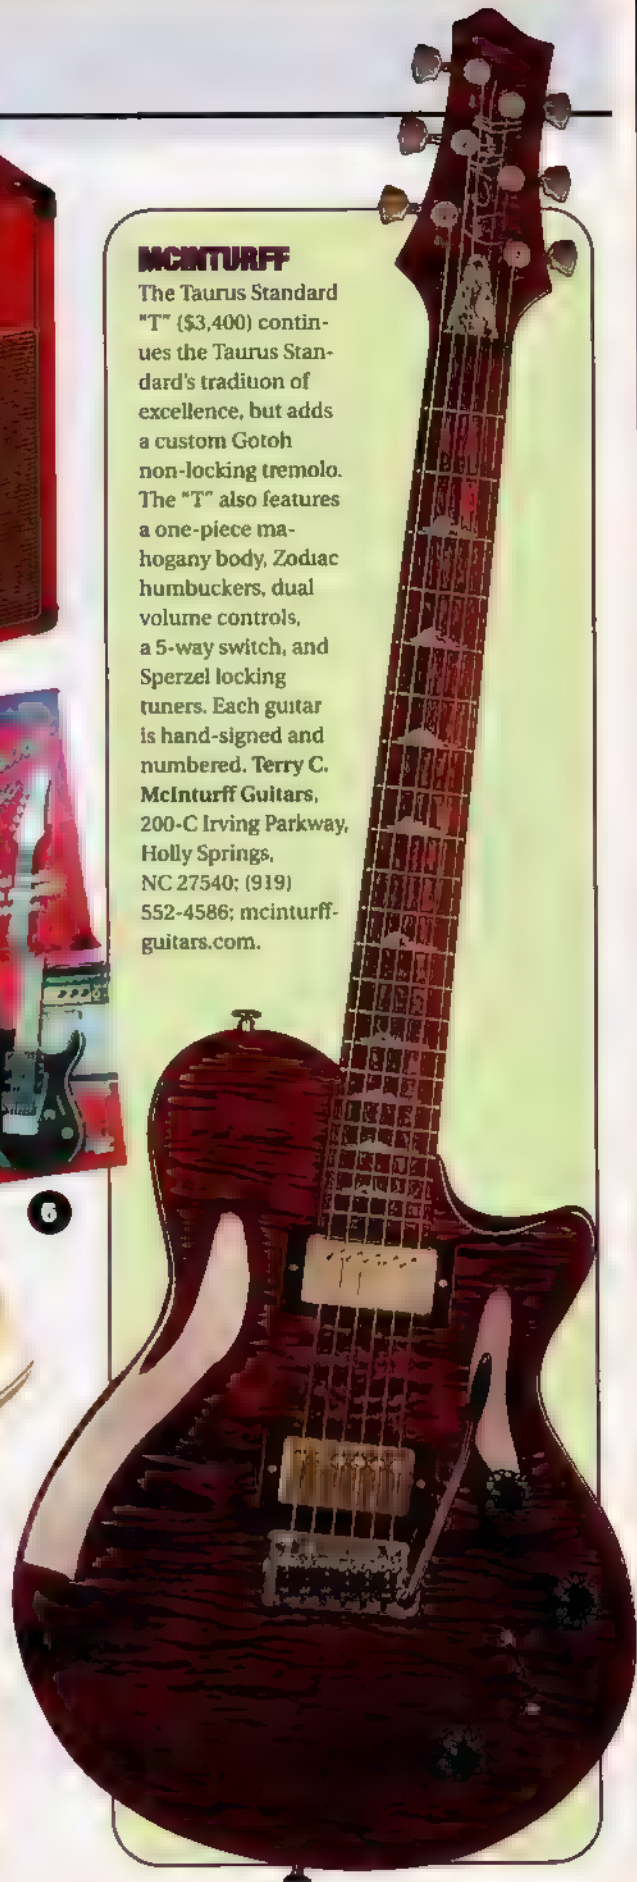 MCINTURFF
The Taurus Standard
"T" ($3,400) contin-
ues the Taurus Stan-
dard's tradition of
excellence, but adds
a custom Gotoh
non-locking tremolo.
The "T" also features
a one-piece ma-
hogany body, Zodiac
humbuckers, dual
volume controls,
a 5-way switch, and
Sperzel locking
tuners. Each guitar
is hand-signed and
numbered. Terry C.
McInturff Guitars,
200-C Irving Parkway,
Holly Springs,
NC 27540; (919)
552-4586; mcinturff-
guitars.com.
6